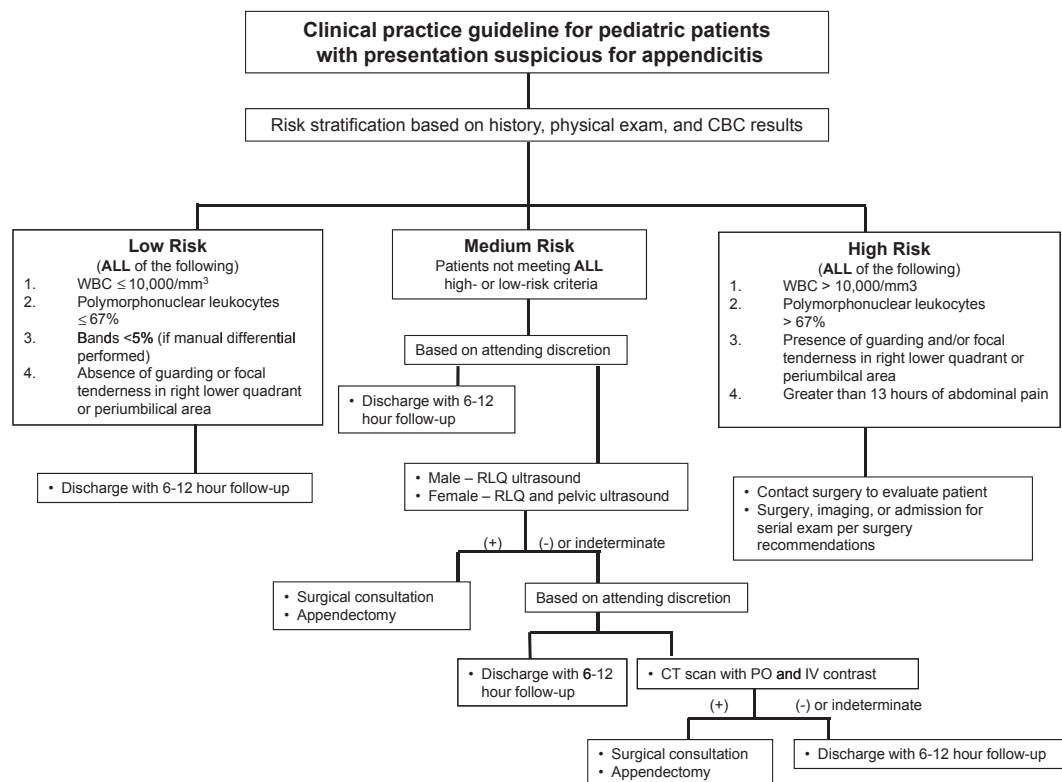 Clinical practice guideline for pediatric patients
with presentation suspicious for appendicitis
Risk stratification based on history, physical exam, and CBC results
Low Risk
(ALL of the following)
1. WBC ≤ 10,000/mm³
2. Polymorphonuclear leukocytes
≤ 67%
3. Bands <5% (if manual differential
performed)
4. Absence of guarding or focal
tenderness in right lower quadrant
or periumbilical area
• Discharge with 6-12 hour follow-up
Medium Risk
Patients not meeting ALL
high- or low-risk criteria
Based on attending discretion
• Discharge with 6-12
hour follow-up
• Male – RLQ ultrasound
• Female – RLQ and pelvic ultrasound
(+) (-) or indeterminate
• Surgical consultation
• Appendectomy
Based on attending discretion
• Discharge with 6-12
hour follow-up
• CT scan with PO and IV contrast
(+) (-) or indeterminate
• Surgical consultation
• Appendectomy
• Discharge with 6-12 hour follow-up
High Risk
(ALL of the following)
1. WBC > 10,000/mm3
2. Polymorphonuclear leukocytes
> 67%
3. Presence of guarding and/or focal
tenderness in right lower quadrant or
periumbilcal area
4. Greater than 13 hours of abdominal pain
• Contact surgery to evaluate patient
• Surgery, imaging, or admission for
serial exam per surgery
recommendations